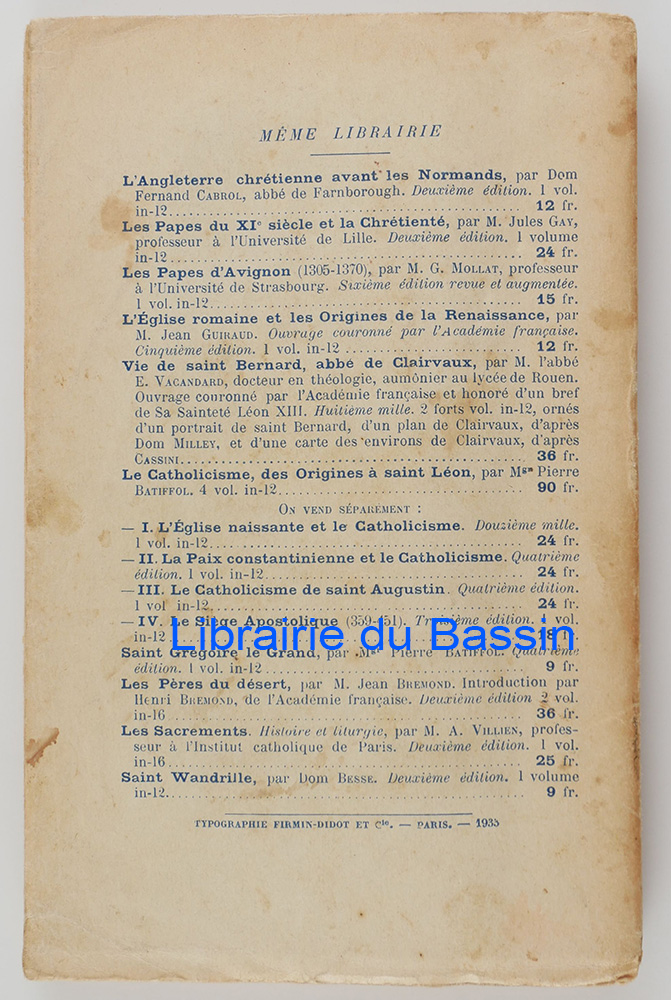 MÊME LIBRAIRIE
L'Angleterre chrétienne avant les Normands, par Dom
Fernand CABROL, abbé de Farnborough. Deuxième édition. 1 vol.
in-12.......... 12 fr.
Les Papes du XIe siècle et la Chrétienté, par M. Jules GAY,
professeur à l'Université de Lille. Deuxième édition. 1 volume
in-12.......... 24 fr.
Les Papes d'Avignon (1305-1370), par M. G. MOLLAT, professeur
à l'Université de Strasbourg. Sixième édition revue et augmentée.
1 vol. in-12.......... 15 fr.
L'Église romaine et les Origines de la Renaissance, par
M. Jean GUIRAUD. Ouvrage couronné par l'Académie française.
Cinquième édition. 1 vol. in-12 .......... 12 fr.
Vie de saint Bernard, abbé de Clairvaux, par M. l'abbé
E. VACANDARD, docteur en théologie, aumônier au lycée de Rouen.
Ouvrage couronné par l'Académie française et honoré d'un bref
de Sa Sainteté Léon XIII. Huitième mille. 2 forts vol. in-12, ornés
d'un portrait de saint Bernard, d'un plan de Clairvaux, d'après
Dom MILLEY, et d'une carte des environs de Clairvaux, d'après
CASSINI.......... 36 fr.
Le Catholicisme, des Origines à saint Léon, par Mgr Pierre
BATIFFOL. 4 vol. in-12.......... 90 fr.
ON VEND SÉPARÉMENT :
— I. L'Église naissante et le Catholicisme. Douzième mille.
1 vol. in-12.......... 24 fr.
— II. La Paix constantinienne et le Catholicisme. Quatrième
édition. 1 vol. in-12.......... 24 fr.
— III. Le Catholicisme de saint Augustin. Quatrième édition.
1 vol in-12.......... 24 fr.
— IV. Le Siège Apostolique (359-451). Troisième édition. 1 vol.
in-12 .......... fr.
Librairie du Bassin
Saint Grégoire le Grand, par Mgr Pierre BATIFFOL. Quatrième
édition. 1 vol. in-12 .......... 9 fr.
Les Pères du désert, par M. Jean BREMOND. Introduction par
Henri BREMOND, de l'Académie française. Deuxième édition 2 vol.
in-16 .......... 36 fr.
Les Sacrements. Histoire et liturgie, par M. A. VILLIEN, profes-
seur à l'Institut catholique de Paris. Deuxième édition. 1 vol.
in-16.......... 25 fr.
Saint Wandrille, par Dom BESSE. Deuxième édition. 1 volume
in-12.......... 9 fr.
TYPOGRAPHIE FIRMIN-DIDOT ET Cie. — PARIS. — 1935